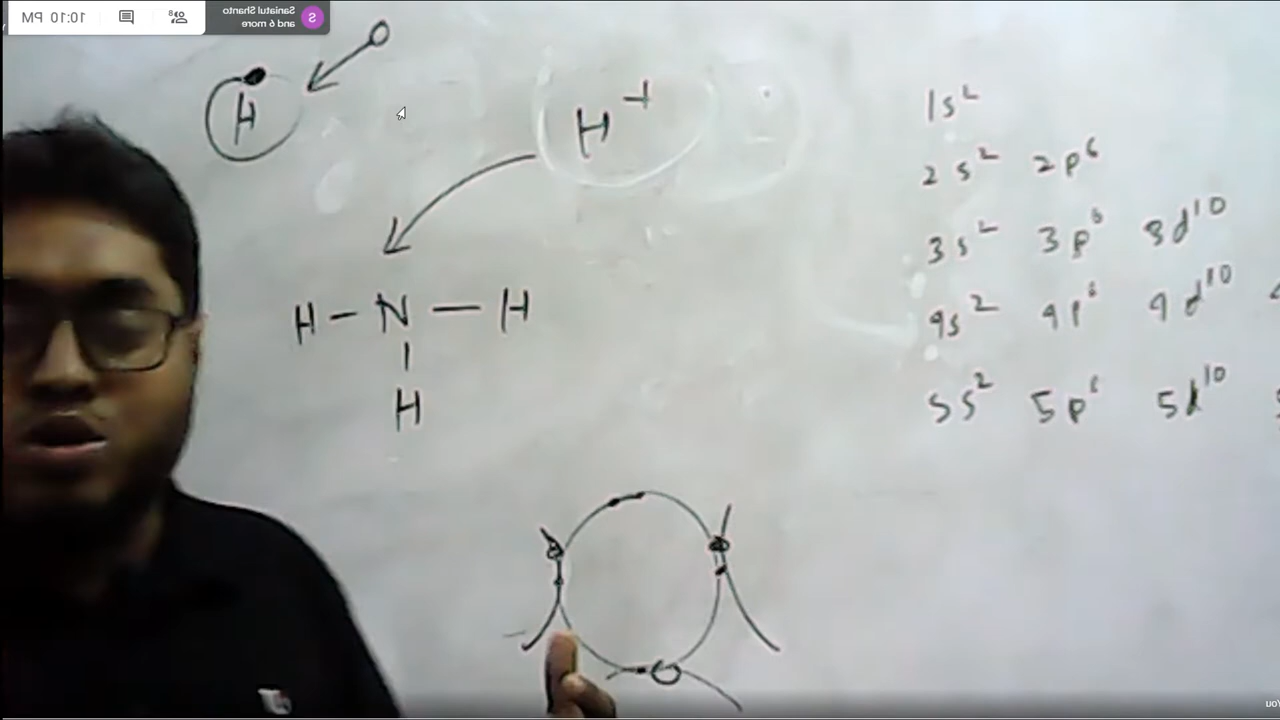 10:10 PM
8
S
Saniatul Shanto
and 6 more
H
H+
H-N-H
H
1s²
2s² 2p⁶
3s² 3p⁶ 3d¹⁰
4s² 4p⁶ 4d¹⁰
5s² 5p⁶ 5d¹⁰